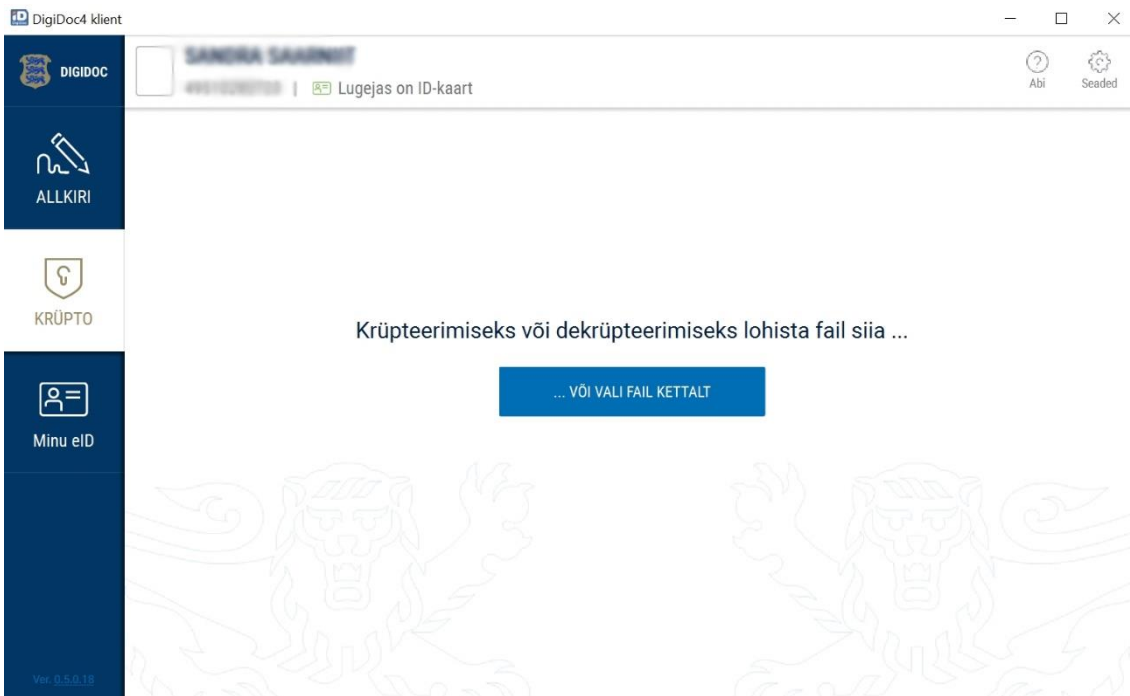 DigiDoc4 klient
DIGIDOC
Lugejas on ID-kaart
Abi
Seaded
ALLKIRI
KRÜPTO
Minu eID
Krüpteerimiseks või dekrüpteerimiseks lohista fail siia ...
... VÕI VALI FAIL KETTALT
Ver. 0.5.0.18